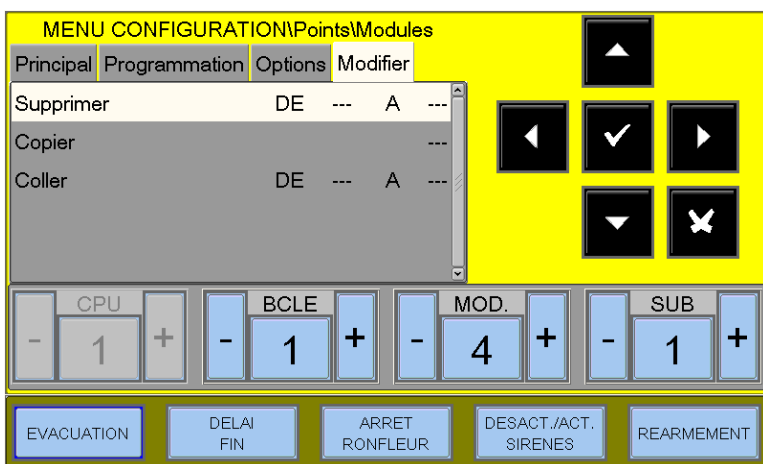 MENU CONFIGURATION\Points\Modules
Principal Programmation Options Modifier
Supprimer DE --- A ---
Copier ---
Coller DE --- A ---
CPU BCLE MOD. SUB
- 1 + - 1 + - 4 + - 1 +
EVACUATION DELAI FIN ARRET RONFLEUR DESACT./ACT. SIRENES REARMEMENT